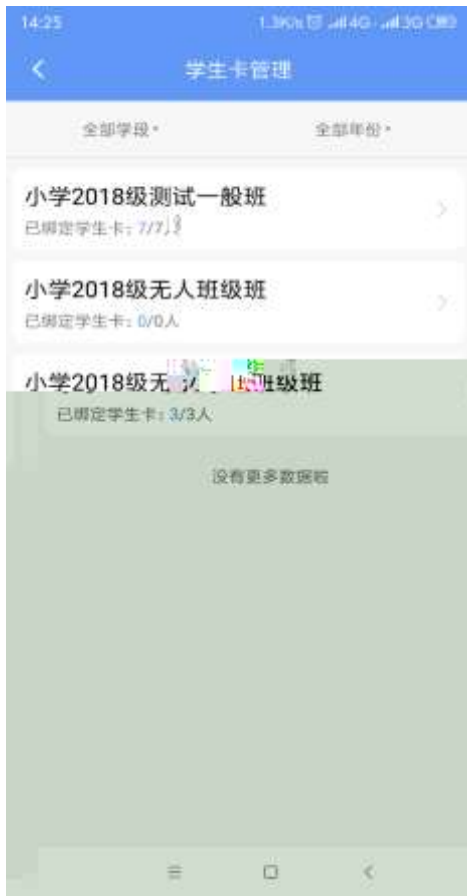 14:25
学生卡管理
全部学段
全部年份
小学2018级测试一般班
已绑定学生卡：7/7
小学2018级无人班级班
已绑定学生卡：0/0人
小学2018级无
班级班
已绑定学生卡：3/3人
没有更多数据啦